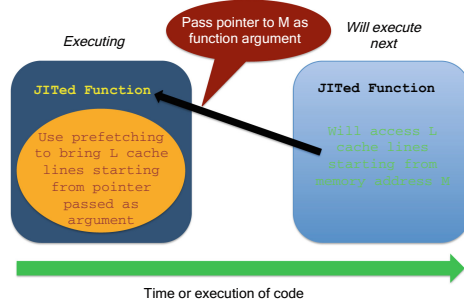 Executing
Pass pointer to M as
function argument
Will execute
next
JITed Function
Use prefetching
to bring L cache
lines starting
from pointer
passed as
argument
JITed Function
Will access L
cache lines
starting from
memory address M
Time or execution of code